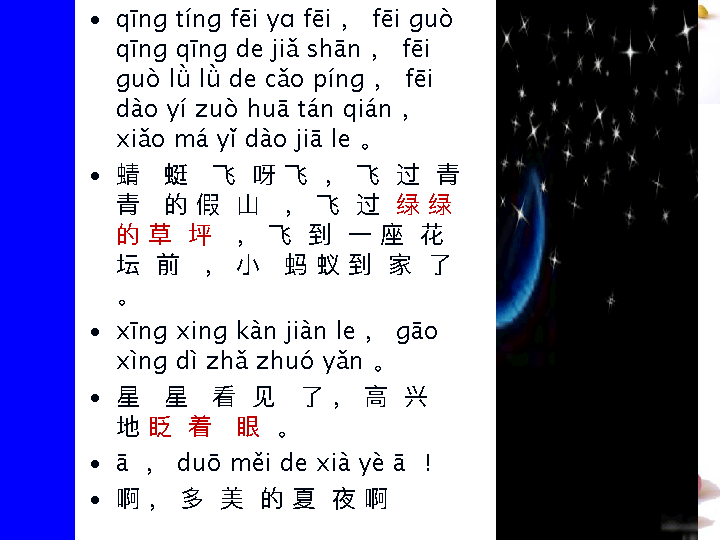 • qīng tíng fēi yɑ fēi ， fēi guò
qīng qīng de jiǎ shān ， fēi
guò lǜ lǜ de cǎo píng ， fēi
dào yí zuò huā tán qián ，
xiǎo má yǐ dào jiā le 。
• 蜻 蜓 飞 呀 飞 ， 飞 过 青
青 的 假 山 ， 飞 过 绿 绿
的 草 坪 ， 飞 到 一 座 花
坛 前 ， 小 蚂 蚁 到 家 了
。
• xīng xing kàn jiàn le ， gāo
xìng dì zhǎ zhuó yǎn 。
• 星 星 看 见 了 ， 高 兴
地 眨 着 眼 。
• ā ， duō měi de xià yè ā ！
• 啊 ， 多 美 的 夏 夜 啊